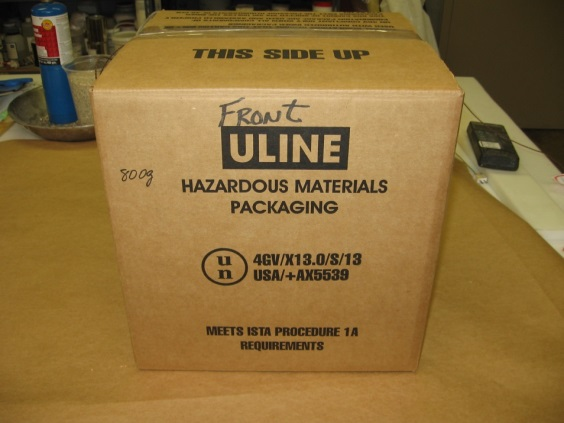 THIS SIDE UP
Front
ULINE
800g
HAZARDOUS MATERIALS
PACKAGING
un
4GV/X13.0/S/13
USA/+AX5539
MEETS ISTA PROCEDURE 1A
REQUIREMENTS